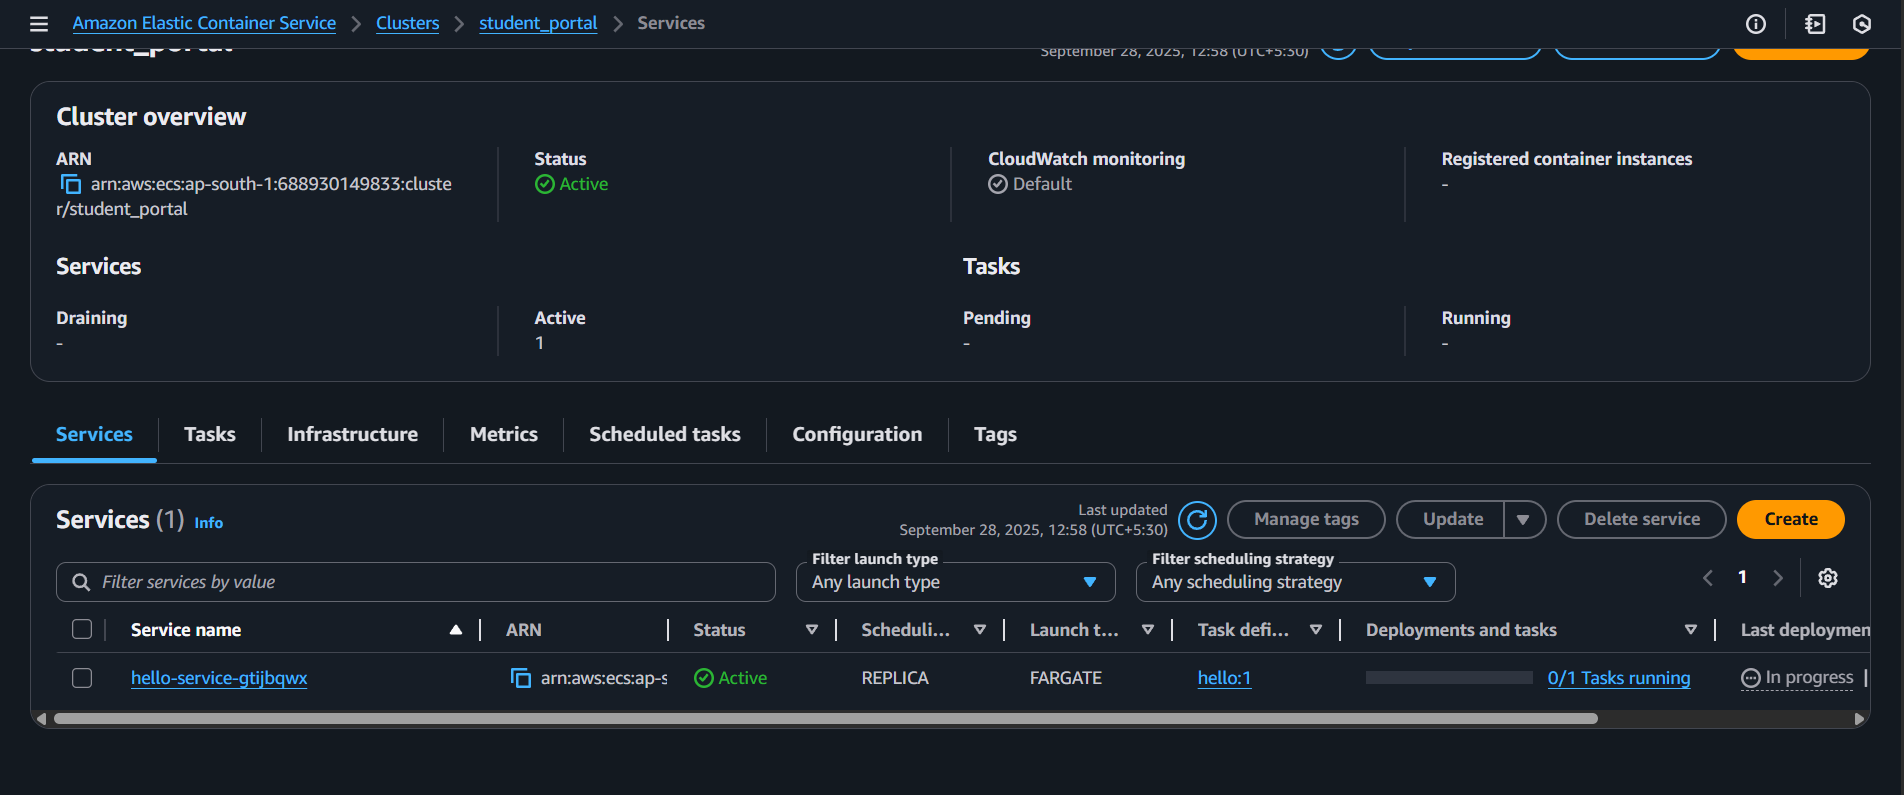 Amazon Elastic Container Service > Clusters > student_portal > Services
student_portal
September 28, 2025, 12:58 (UTC+5:30)
Cluster overview
ARN
arn:aws:ecs:ap-south-1:688930149833:cluste
r/student_portal
Status
Active
CloudWatch monitoring
Default
Registered container instances
-
Services
Tasks
Draining
-
Active
1
Pending
-
Running
-
Services Tasks Infrastructure Metrics Scheduled tasks Configuration Tags
Services (1) Info
Last updated
September 28, 2025, 12:58 (UTC+5:30)
Manage tags
Update
Delete service
Create
Filter services by value
Filter launch type
Any launch type
Filter scheduling strategy
Any scheduling strategy
1
Service name ARN Status Scheduli... Launch t... Task defi... Deployments and tasks Last deploymen
hello-service-gtijbqwx arn:aws:ecs:ap-s Active REPLICA FARGATE hello:1 0/1 Tasks running In progress